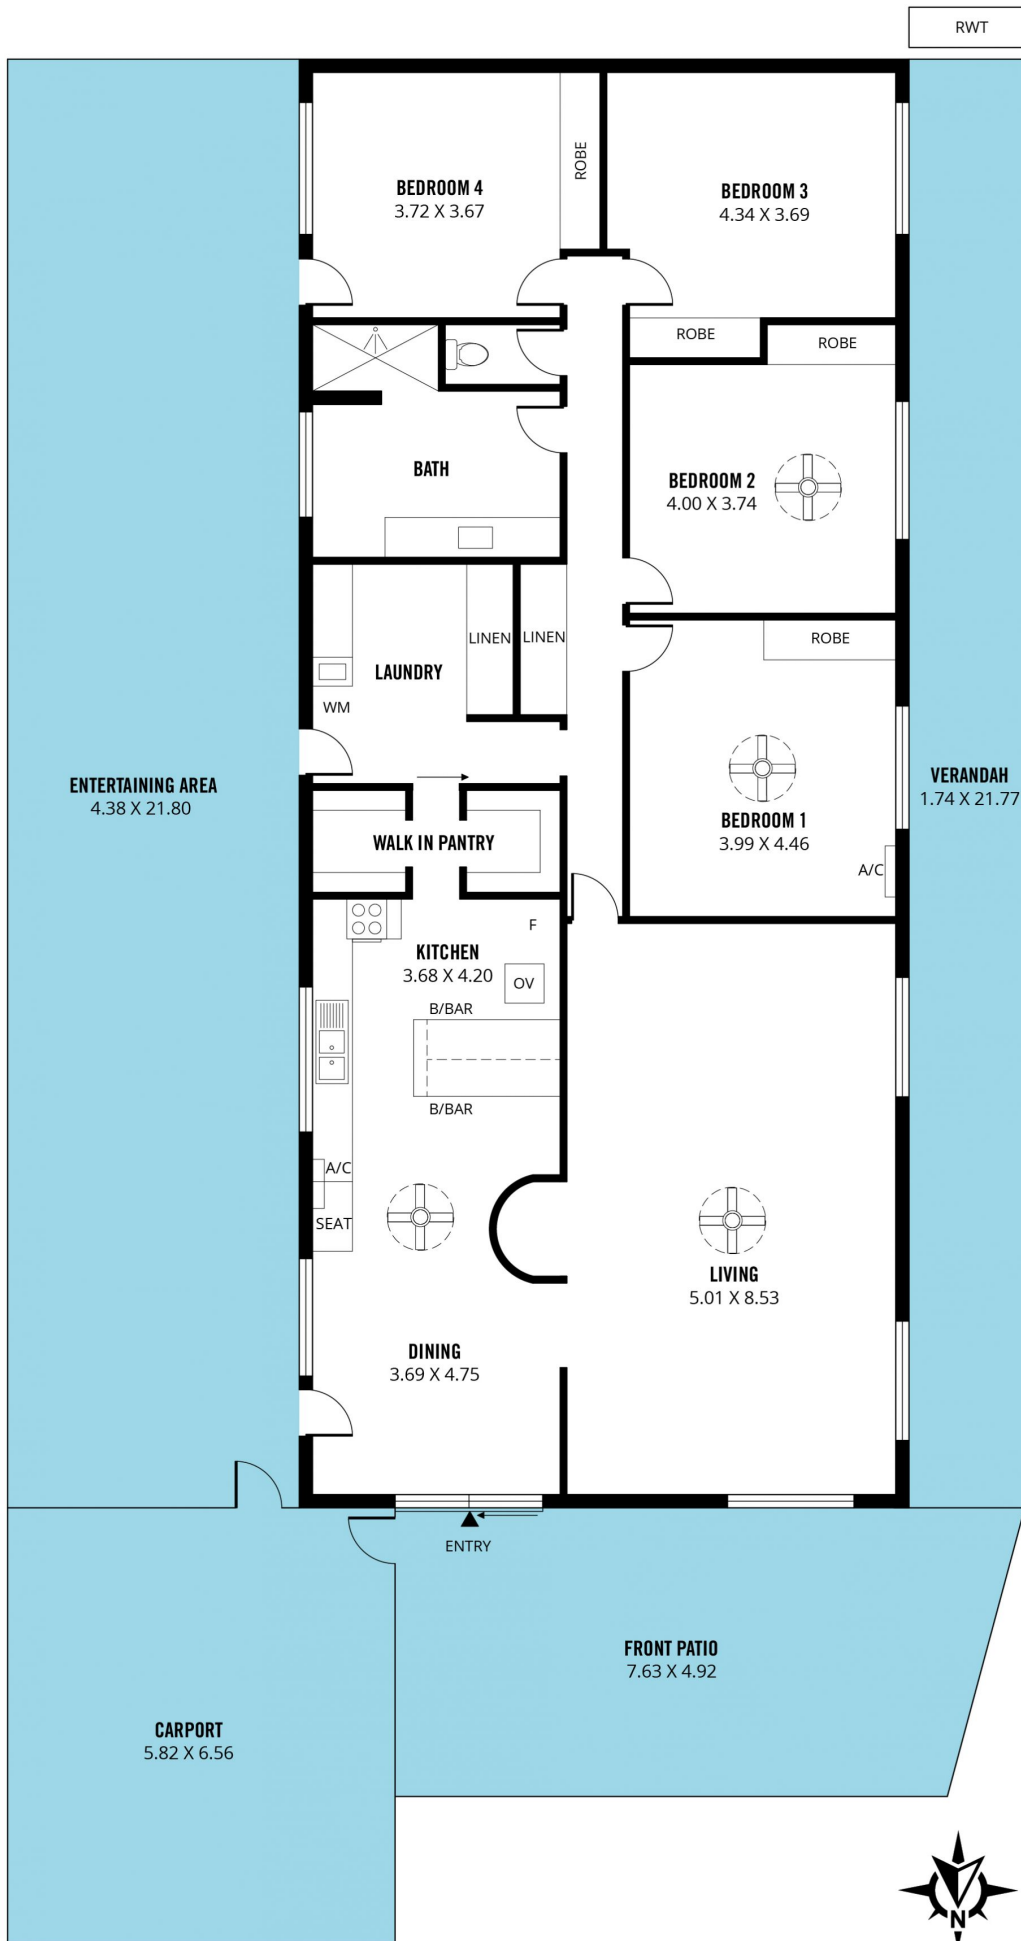 RWT
BEDROOM 4
3.72 X 3.67
ROBE
BEDROOM 3
4.34 X 3.69
ROBE
ROBE
BATH
BEDROOM 2
4.00 X 3.74
LINEN
LINEN
ROBE
LAUNDRY
WM
ENTERTAINING AREA
4.38 X 21.80
VERANDAH
1.74 X 21.77
BEDROOM 1
3.99 X 4.46
WALK IN PANTRY
A/C
F
KITCHEN
3.68 X 4.20
OV
B/BAR
B/BAR
A/C
SEAT
LIVING
5.01 X 8.53
DINING
3.69 X 4.75
ENTRY
FRONT PATIO
7.63 X 4.92
CARPORT
5.82 X 6.56
N